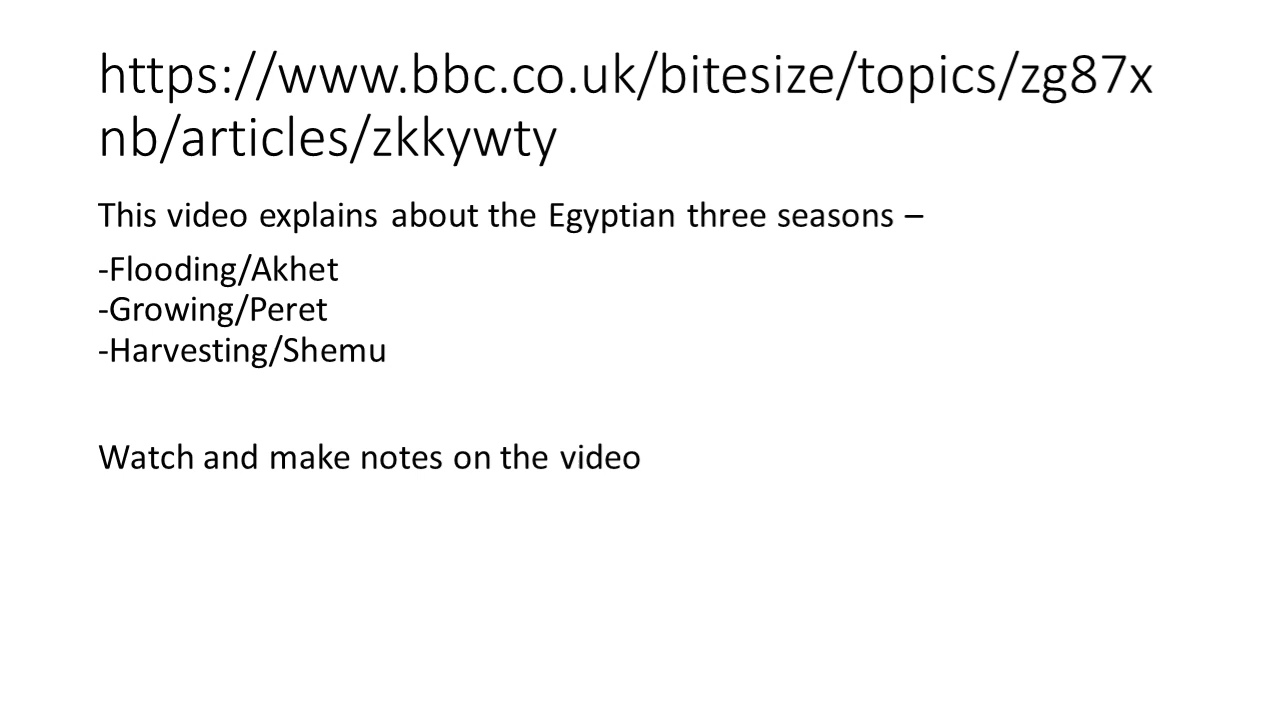 https://www.bbc.co.uk/bitesize/topics/zg87x
nb/articles/zkkywty
This video explains about the Egyptian three seasons –
-Flooding/Akhet
-Growing/Peret
-Harvesting/Shemu
Watch and make notes on the video